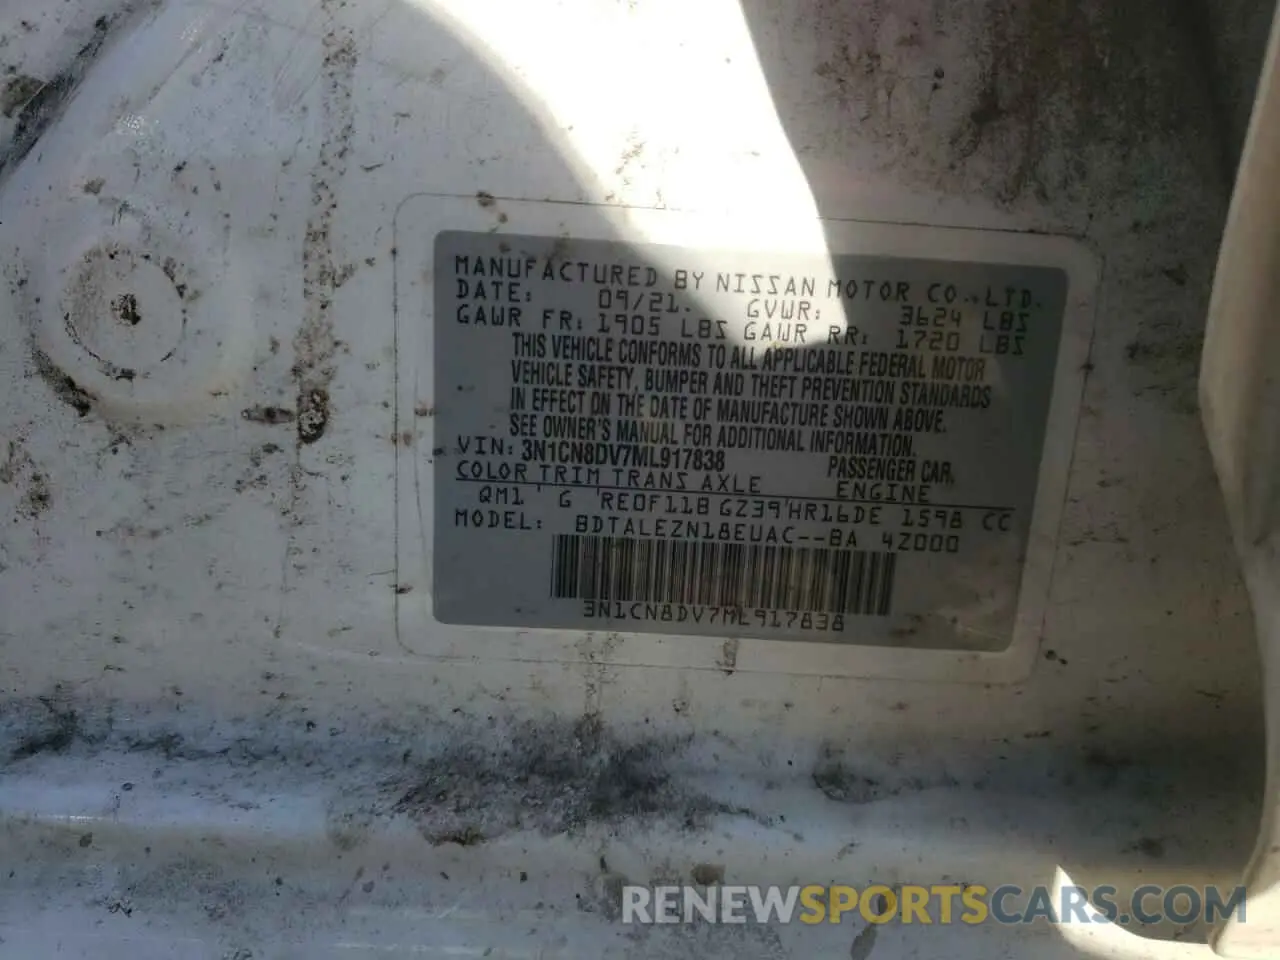 MANUFACTURED BY NISSAN MOTOR CO.,LTD.
DATE: 09/21. GVWR: 3624 LBS
GAWR FR: 1905 LBS GAWR RR: 1720 LBS
THIS VEHICLE CONFORMS TO ALL APPLICABLE FEDERAL MOTOR
VEHICLE SAFETY, BUMPER AND THEFT PREVENTION STANDARDS
IN EFFECT ON THE DATE OF MANUFACTURE SHOWN ABOVE.
SEE OWNER'S MANUAL FOR ADDITIONAL INFORMATION.
VIN: 3N1CN8DV7ML917838 PASSENGER CAR.
COLOR TRIM TRANS AXLE ENGINE
QM1 ' G 'RE0F11B GZ39'HR16DE 1598 CC
MODEL: BDTALEZN18EUAC--BA 4Z000
3N1CN8DV7ML917838
RENEWSPORTSCARS.COM